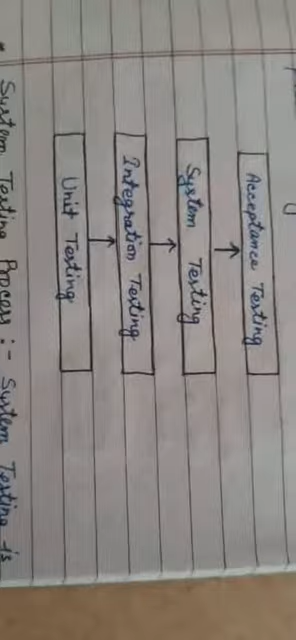 Acceptance Testing
System Testing
Integration Testing
Unit Testing
* System Testing Process :- System Testing is